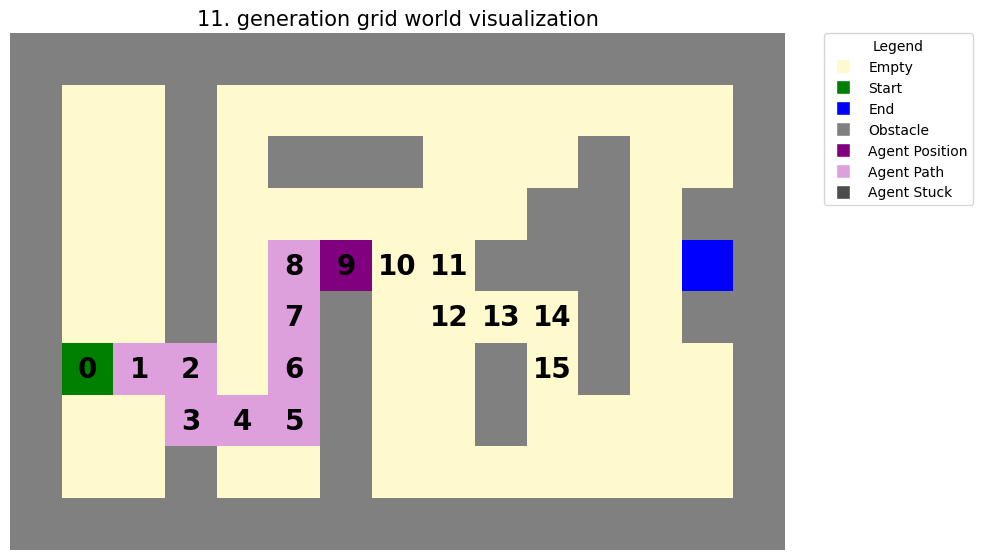 11. generation grid world visualization
Legend
Empty
Start
End
Obstacle
Agent Position
Agent Path
Agent Stuck
8 9 10 11
7 12 13 14
0 1 2 6 15
3 4 5